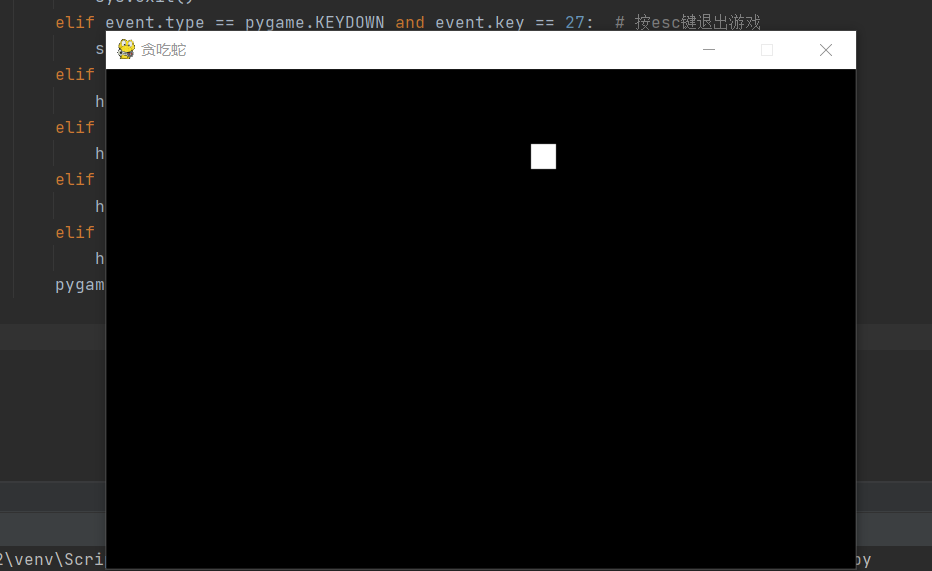 sys.exit()
elif event.type == pygame.KEYDOWN and event.key == 27:  # 按esc键退出游戏
s
贪吃蛇
elif
h
elif
h
elif
h
elif
h
pygam
2\venv\Scri
py